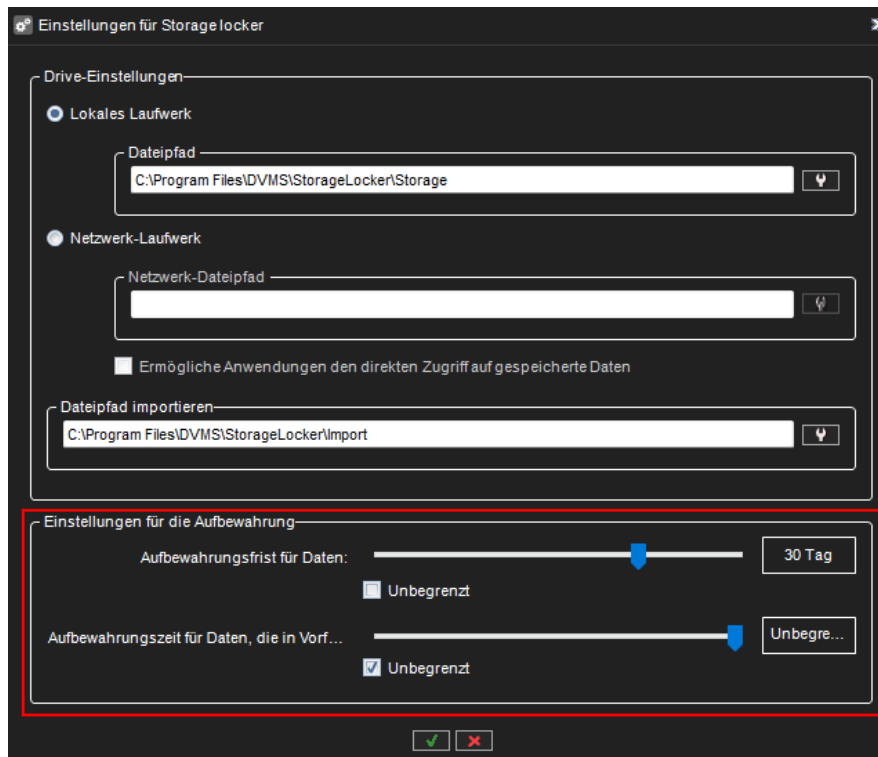 Einstellungen für Storage locker
Drive-Einstellungen
Lokales Laufwerk
Dateipfad
C:\Program Files\DVMS\StorageLocker\Storage
Netzwerk-Laufwerk
Netzwerk-Dateipfad
Ermögliche Anwendungen den direkten Zugriff auf gespeicherte Daten
Dateipfad importieren
C:\Program Files\DVMS\StorageLocker\Import
Einstellungen für die Aufbewahrung
Aufbewahrungsfrist für Daten: 30 Tag
Unbegrenzt
Aufbewahrungszeit für Daten, die in Vorf... Unbegre...
Unbegrenzt